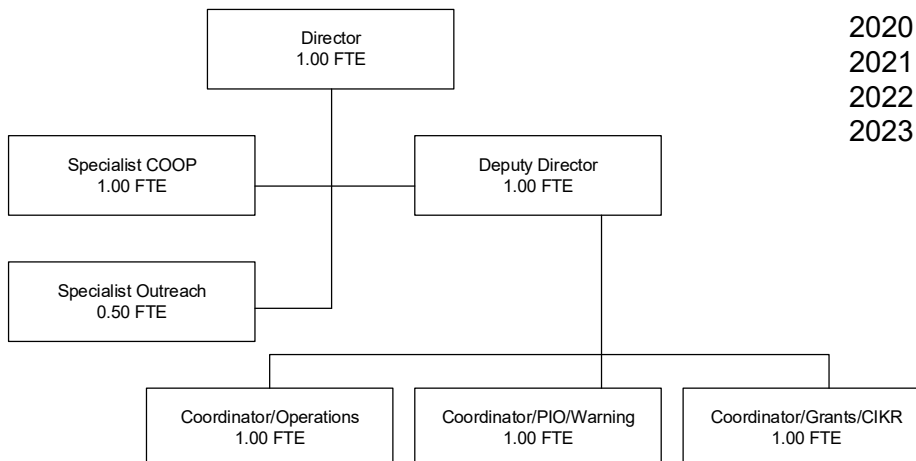 Director
1.00 FTE
2020
2021
2022
2023
Specialist COOP
1.00 FTE
Deputy Director
1.00 FTE
Specialist Outreach
0.50 FTE
Coordinator/Operations
1.00 FTE
Coordinator/PIO/Warning
1.00 FTE
Coordinator/Grants/CIKR
1.00 FTE